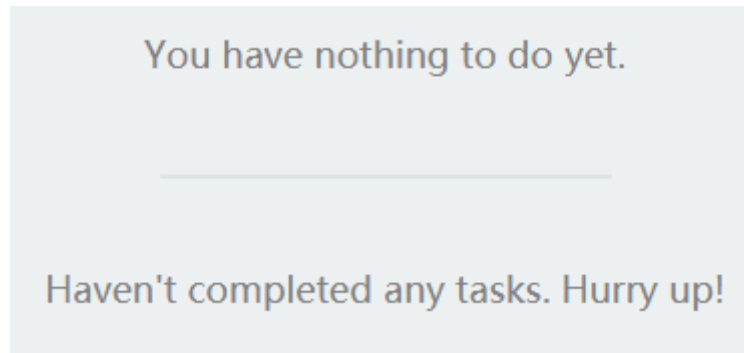 You have nothing to do yet.
Haven't completed any tasks. Hurry up!